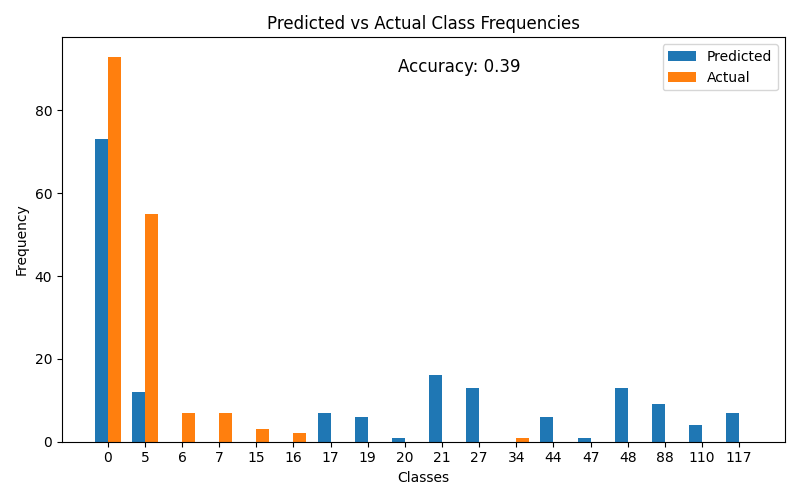 Predicted vs Actual Class Frequencies
Accuracy: 0.39
Predicted
Actual
Frequency
80
60
40
20
0
0 5 6 7 15 16 17 19 20 21 27 34 44 47 48 88 110 117
Classes